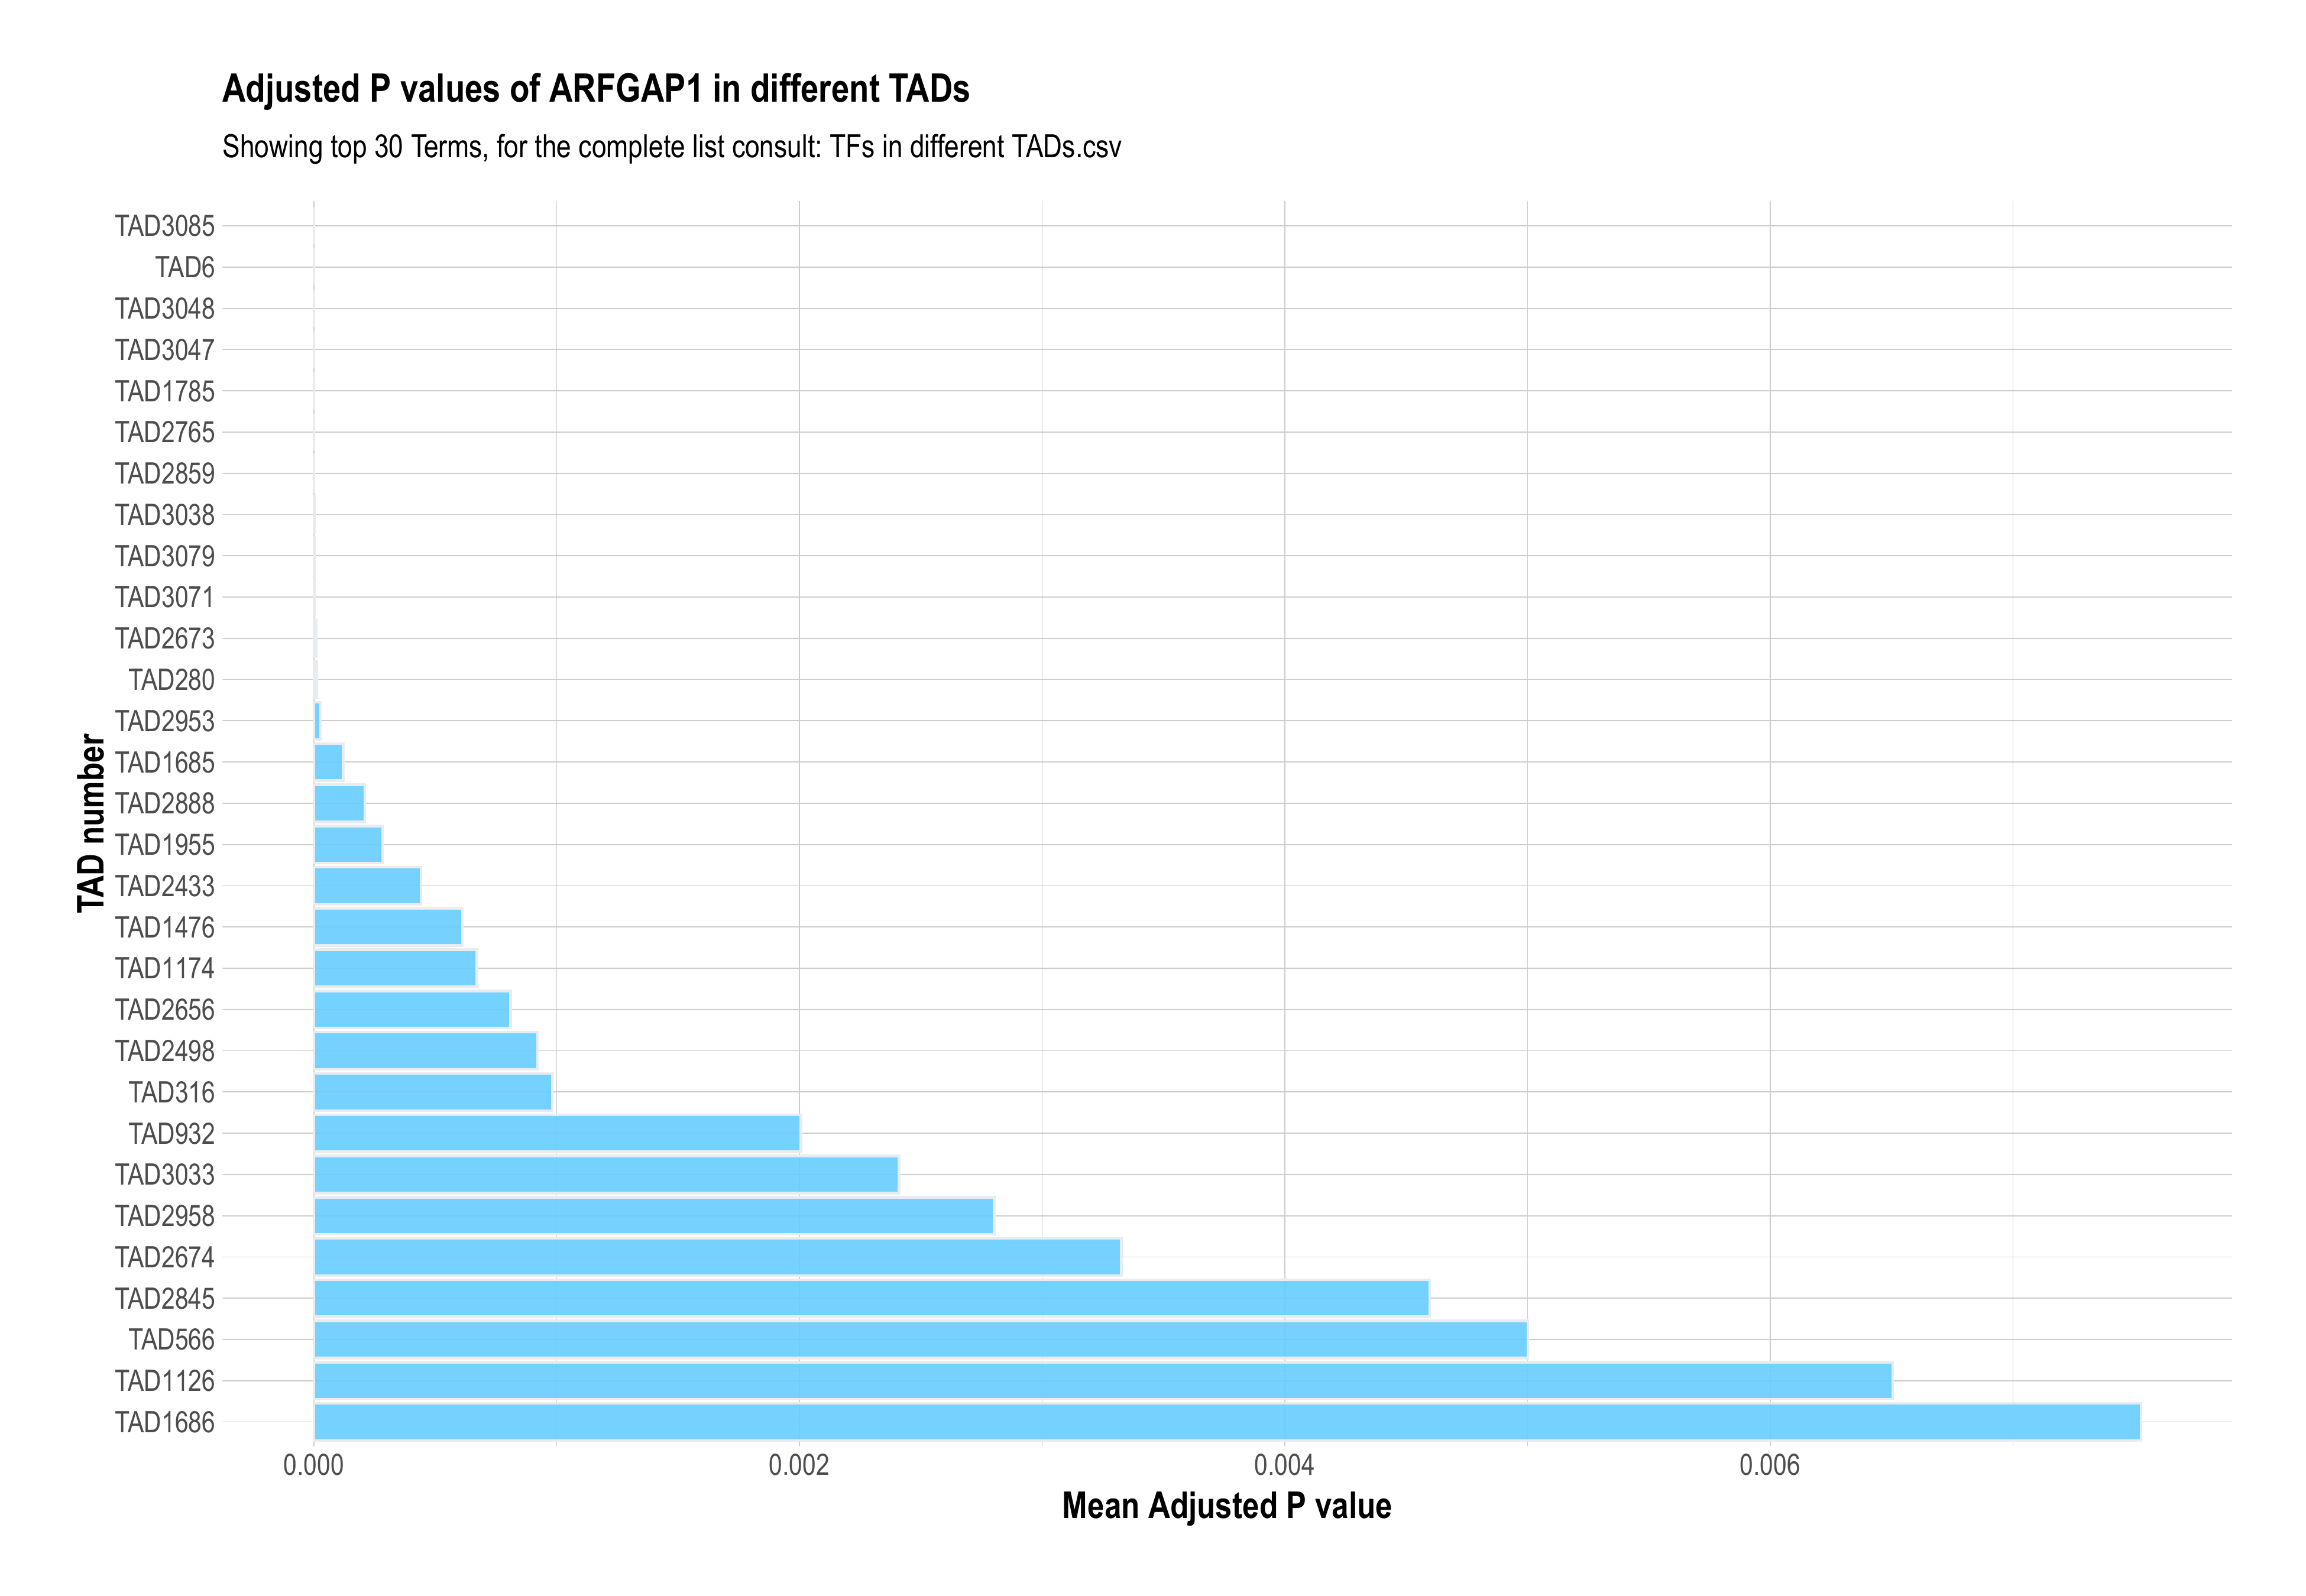 Adjusted P values of ARFGAP1 in different TADs
Showing top 30 Terms, for the complete list consult: TFs in different TADs.csv
TAD number
TAD3085
TAD6
TAD3048
TAD3047
TAD1785
TAD2765
TAD2859
TAD3038
TAD3079
TAD3071
TAD2673
TAD280
TAD2953
TAD1685
TAD2888
TAD1955
TAD2433
TAD1476
TAD1174
TAD2656
TAD2498
TAD316
TAD932
TAD3033
TAD2958
TAD2674
TAD2845
TAD566
TAD1126
TAD1686
0.000 0.002 0.004 0.006
Mean Adjusted P value